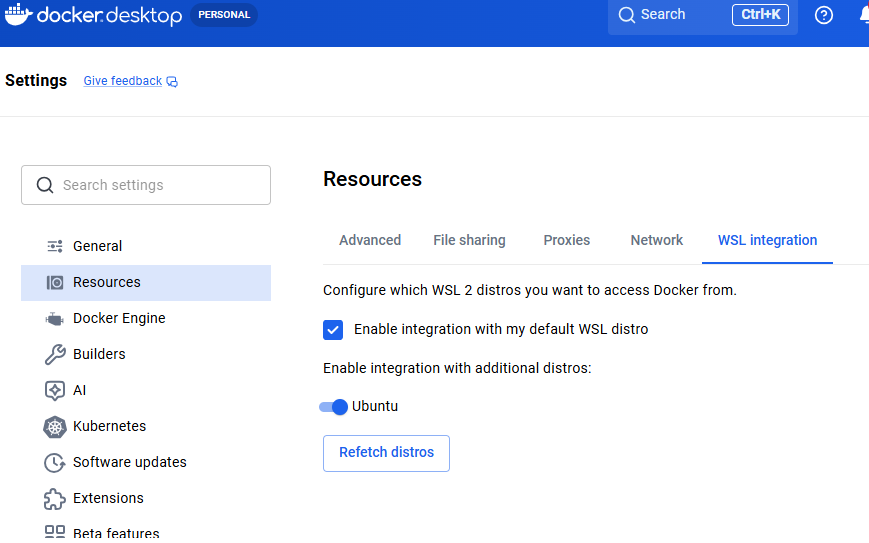 docker.desktop PERSONAL Search Ctrl+K
Settings Give feedback
Search settings
General
Resources
Docker Engine
Builders
AI
Kubernetes
Software updates
Extensions
Beta features
Resources
Advanced File sharing Proxies Network WSL integration
Configure which WSL 2 distros you want to access Docker from.
Enable integration with my default WSL distro
Enable integration with additional distros:
Ubuntu
Refetch distros